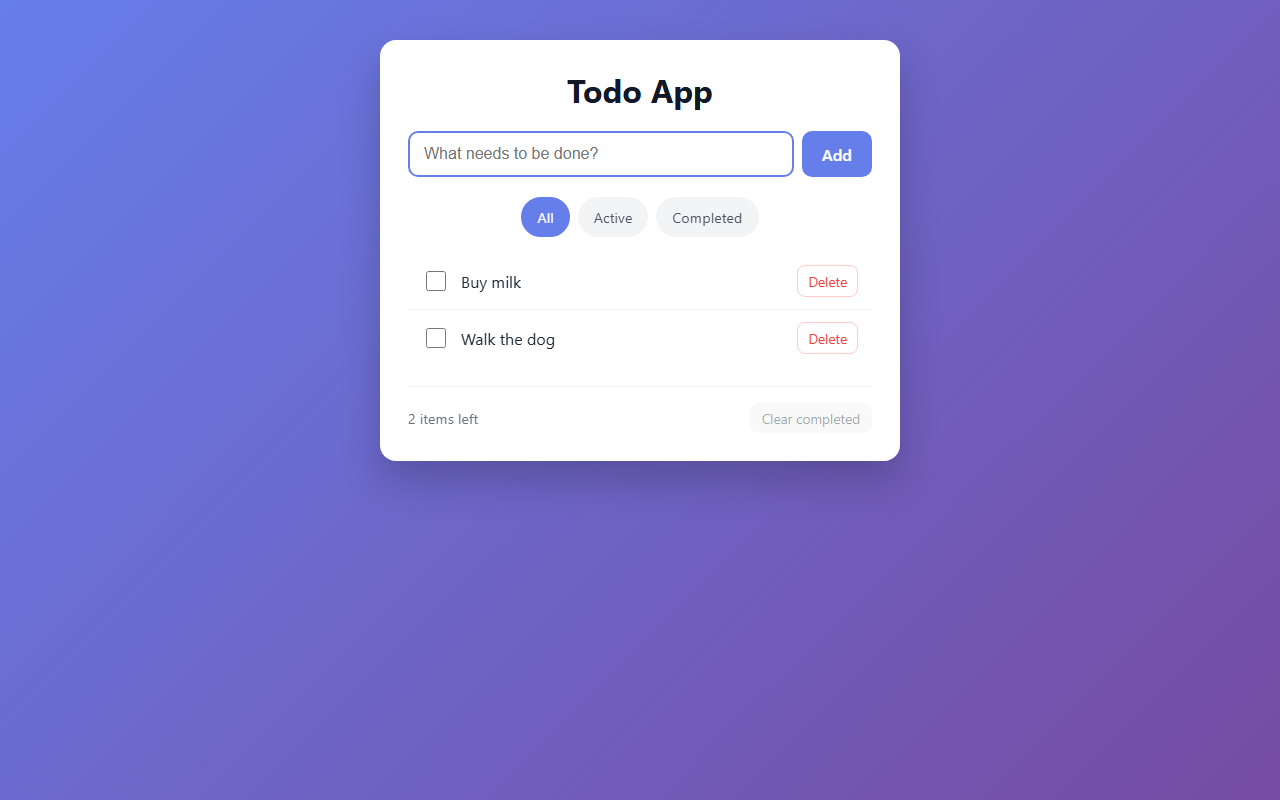 Todo App
What needs to be done?
Add
All
Active
Completed
Buy milk
Delete
Walk the dog
Delete
2 items left
Clear completed